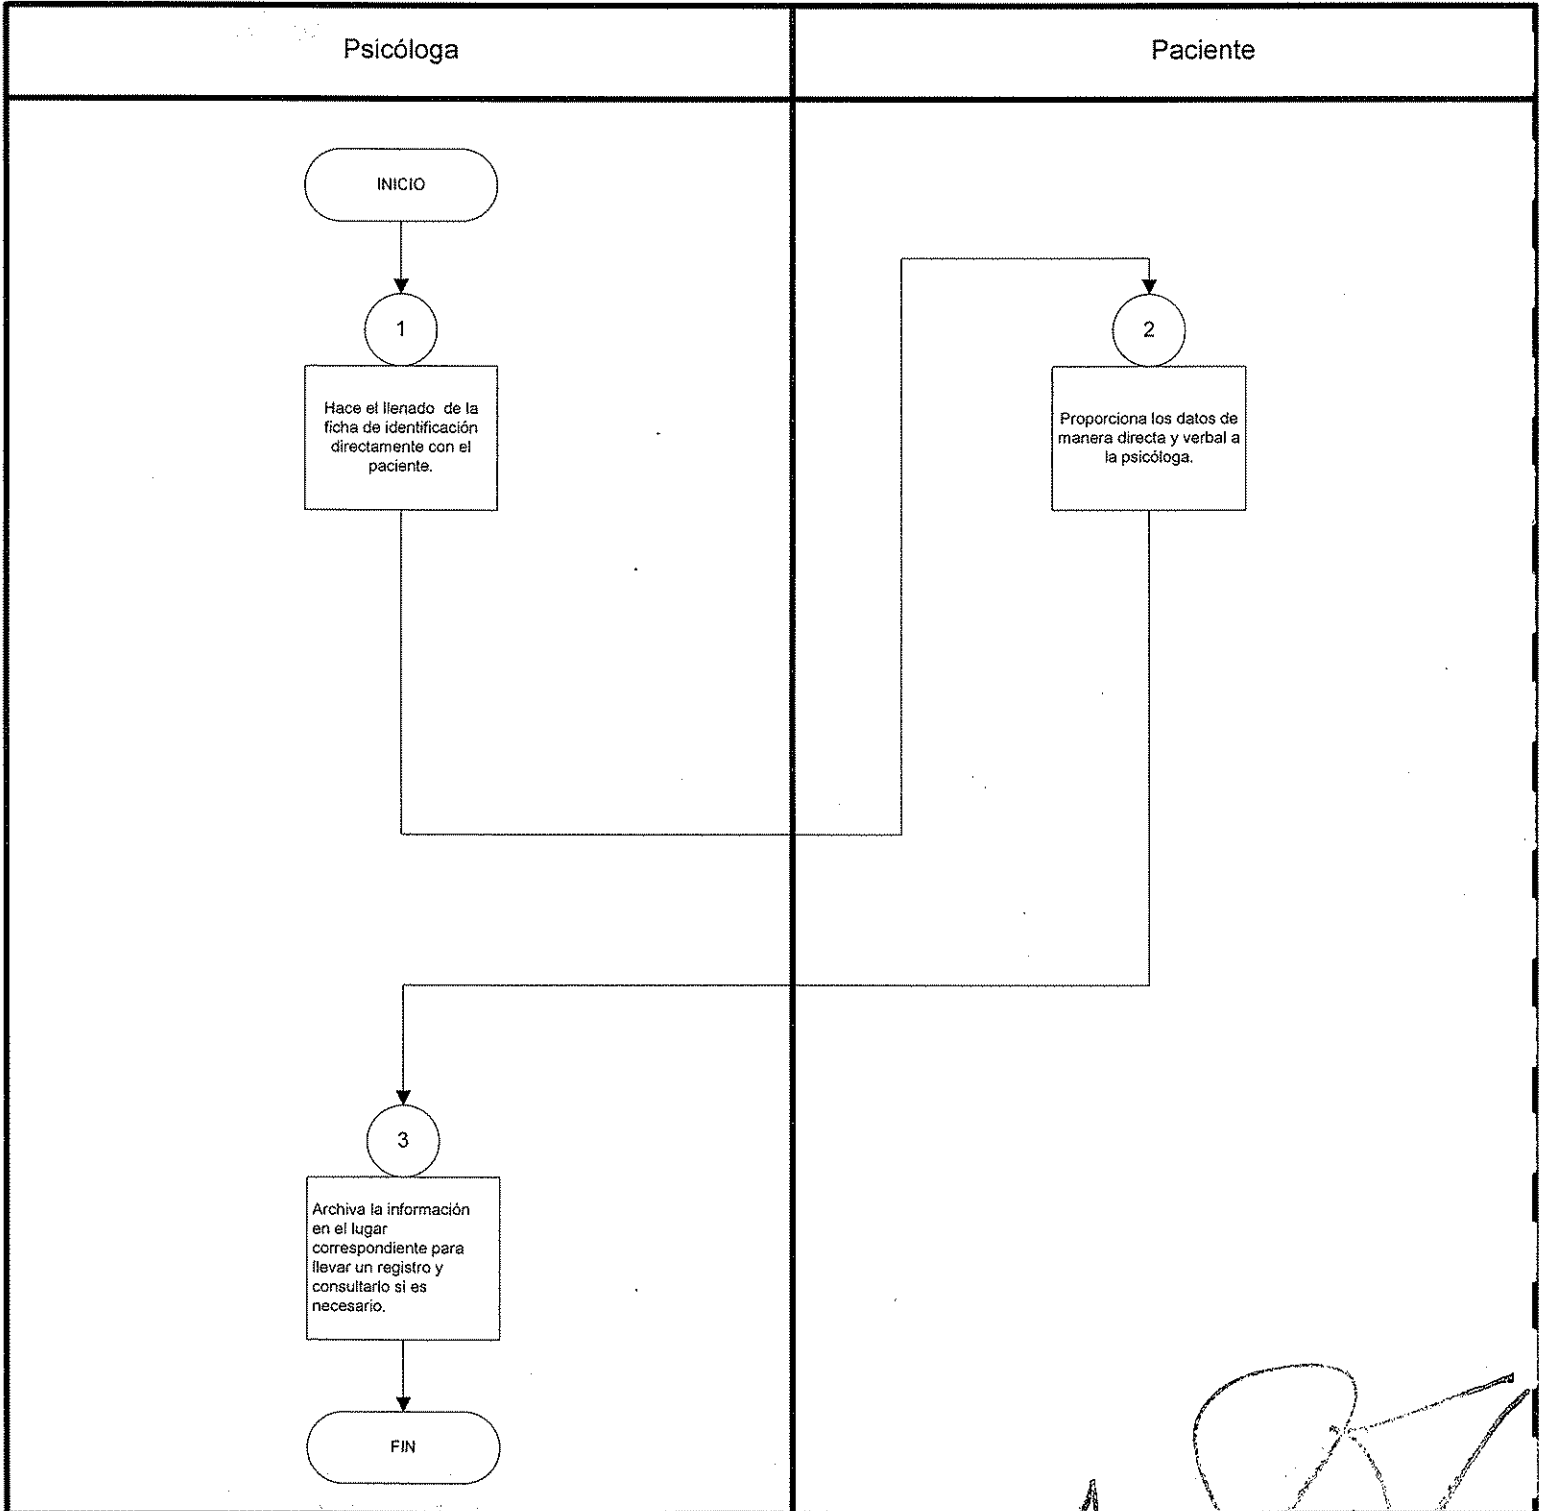 Psicóloga
Paciente
INICIO
1
Hace el llenado de la
ficha de identificación
directamente con el
paciente.
2
Proporciona los datos de
manera directa y verbal a
la psicóloga.
3
Archiva la información
en el lugar
correspondiente para
llevar un registro y
consultarlo si es
necesario.
FIN